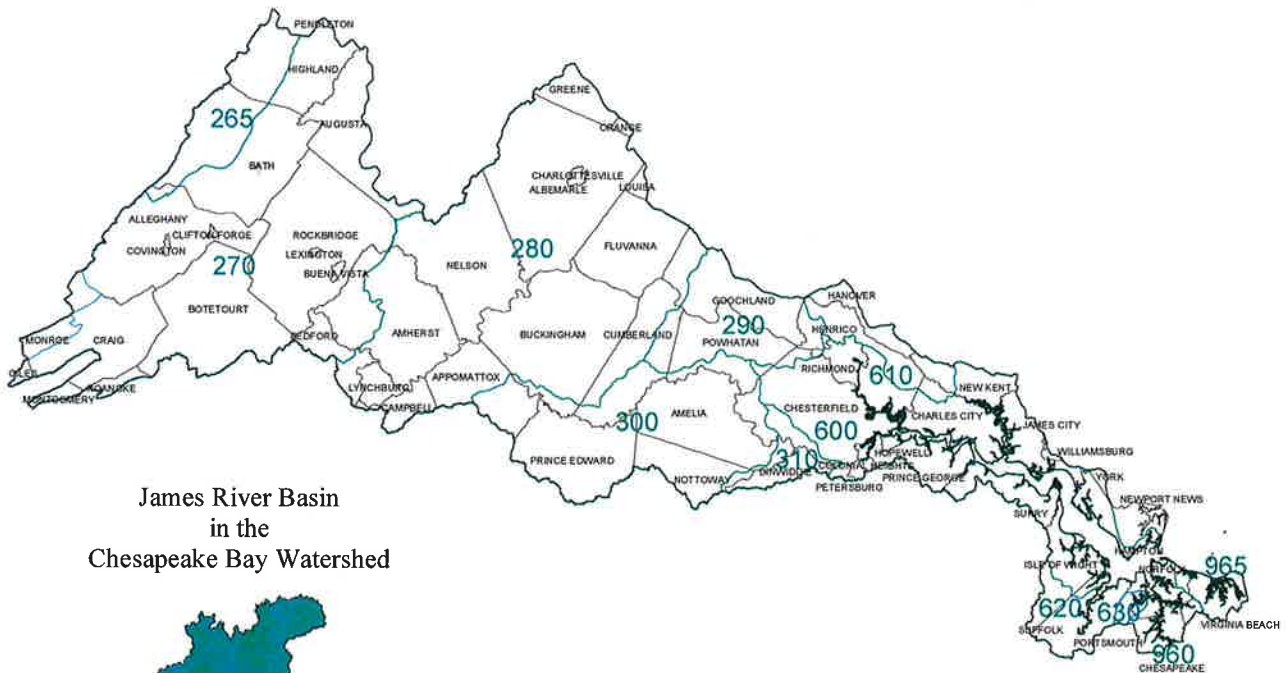 PENDLETON
HIGHLAND
GREENE
265
ORANGE
AUGUSTA
BATH
CHARLOTTESVILLE
ALBEMARLE
LOUISA
ALLEGHANY
CLIFTON FORGE
COVINGTON
ROCKBRIDGE
LEXINGTON
BUENA VISTA
270
280
FLUVANNA
NELSON
BOTETOURT
GOOCHLAND
HANOVER
290
HENRICO
BEDFORD
AMHERST
BUCKINGHAM
CUMBERLAND
POWHATAN
MONROE
CRAIG
RICHMOND
610
GILES
ROANOKE
MONTGOMERY
LYNCHBURG
CAMPBELL
APPOMATTOX
NEW KENT
AMELIA
CHESTERFIELD
CHARLES CITY
300
600
JAMES CITY
PRINCE EDWARD
310
HOPEWELL
WILLIAMSBURG
DINWIDDIE
COLONIAL HEIGHTS
NOTTOWAY
PETERSBURG
PRINCE GEORGE
YORK
NEWPORT NEWS
SURRY
James River Basin
in the
Chesapeake Bay Watershed
HAMPTON
ISLE OF WIGHT
NORFOLK
965
620
630
SUFFOLK
VIRGINIA BEACH
PORTSMOUTH
960
CHESAPEAKE